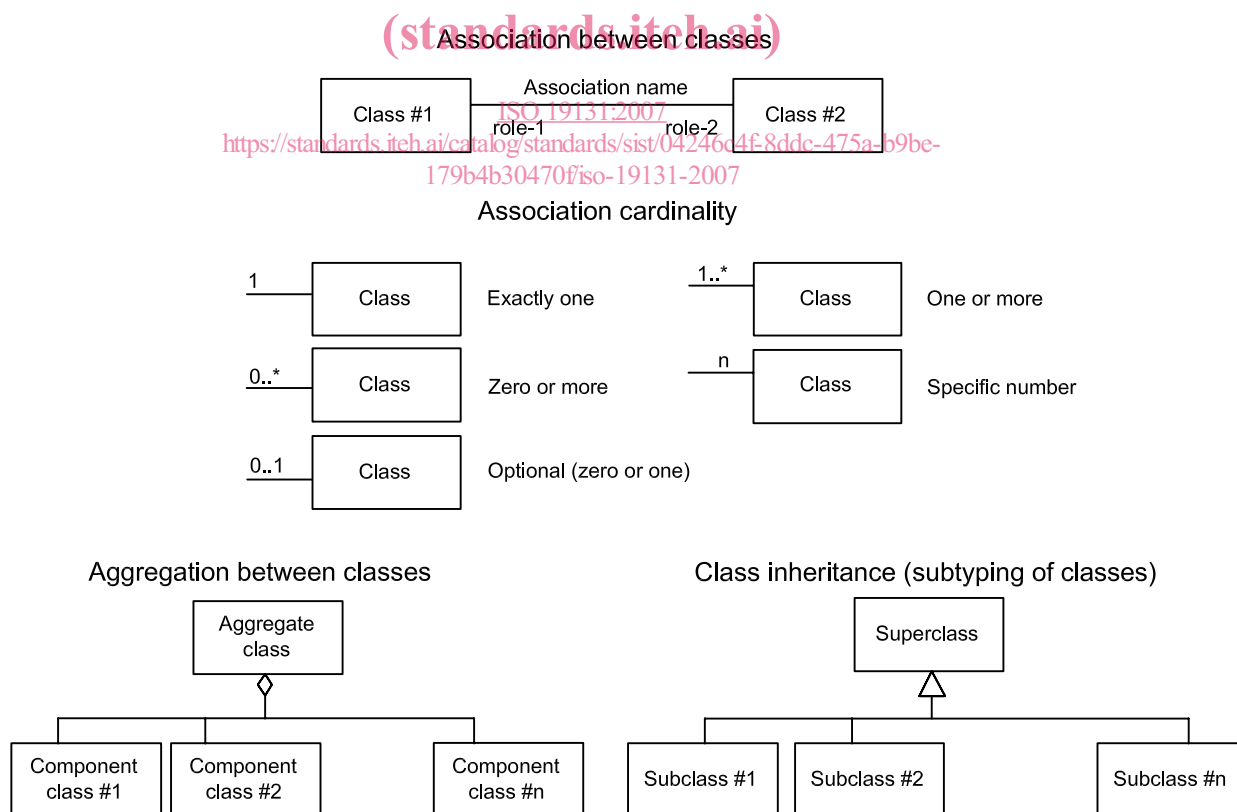 (standards.iteh.ai)
Association between classes
Association name
Class #1
Class #2
ISO 19131:2007
role-1
role-2
https://standards.iteh.ai/catalog/standards/sist/04246c4f-8ddc-475a-b9be-
179b4b30470f/iso-19131-2007
Association cardinality
1
Class
Exactly one
1..*
Class
One or more
0..*
Class
Zero or more
n
Class
Specific number
0..1
Class
Optional (zero or one)
Aggregation between classes
Aggregate
class
Component
class #1
Component
class #2
Component
class #n
Class inheritance (subtyping of classes)
Superclass
Subclass #1
Subclass #2
Subclass #n